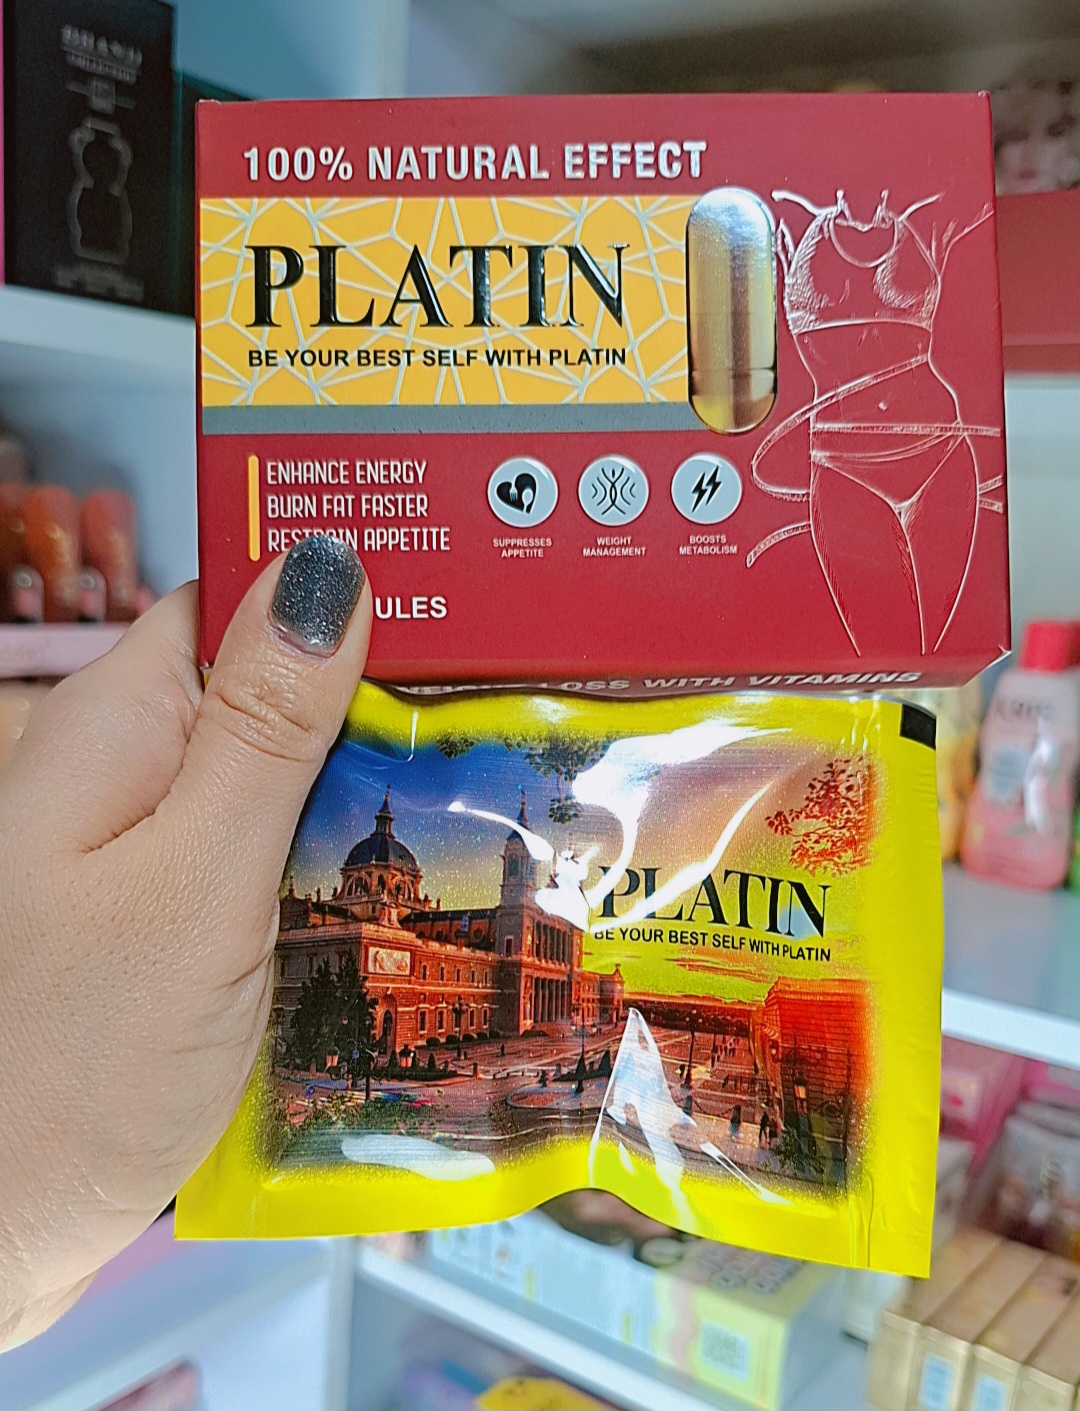 100% NATURAL EFFECT
PLATIN
BE YOUR BEST SELF WITH PLATIN
ENHANCE ENERGY
BURN FAT FASTER
RESTRAIN APPETITE
SUPPRESSES
APPETITE
WEIGHT
MANAGEMENT
BOOSTS
METABOLISM
ULES
LOSS WITH VITAMINS
PLATIN
BE YOUR BEST SELF WITH PLATIN